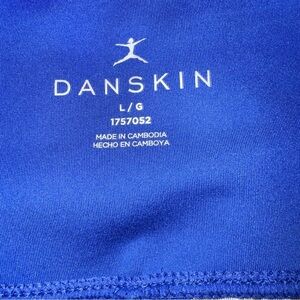 DANSKIN
L / G
1757052
MADE IN CAMBODIA
HECHO EN CAMBOYA